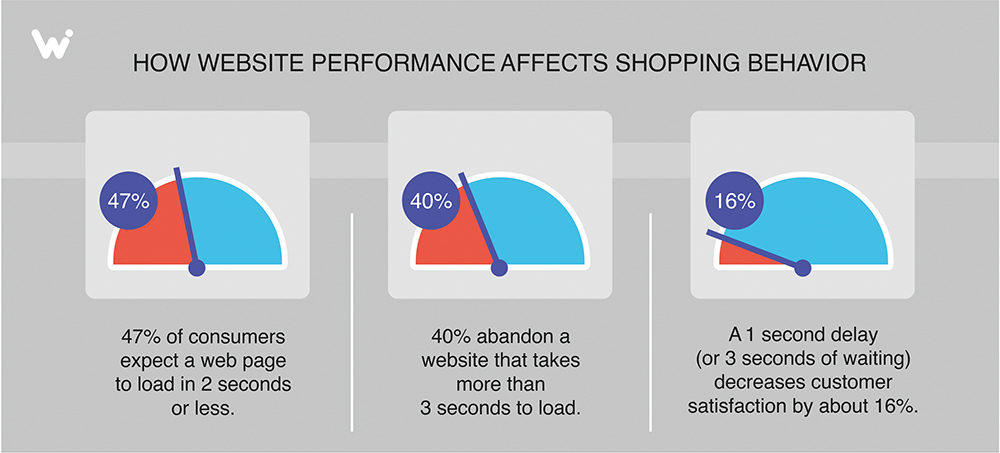 Wi
HOW WEBSITE PERFORMANCE AFFECTS SHOPPING BEHAVIOR
47%
40%
16%
47% of consumers
expect a web page
to load in 2 seconds
or less.
40% abandon a
website that takes
more than
3 seconds to load.
A 1 second delay
(or 3 seconds of waiting)
decreases customer
satisfaction by about 16%.